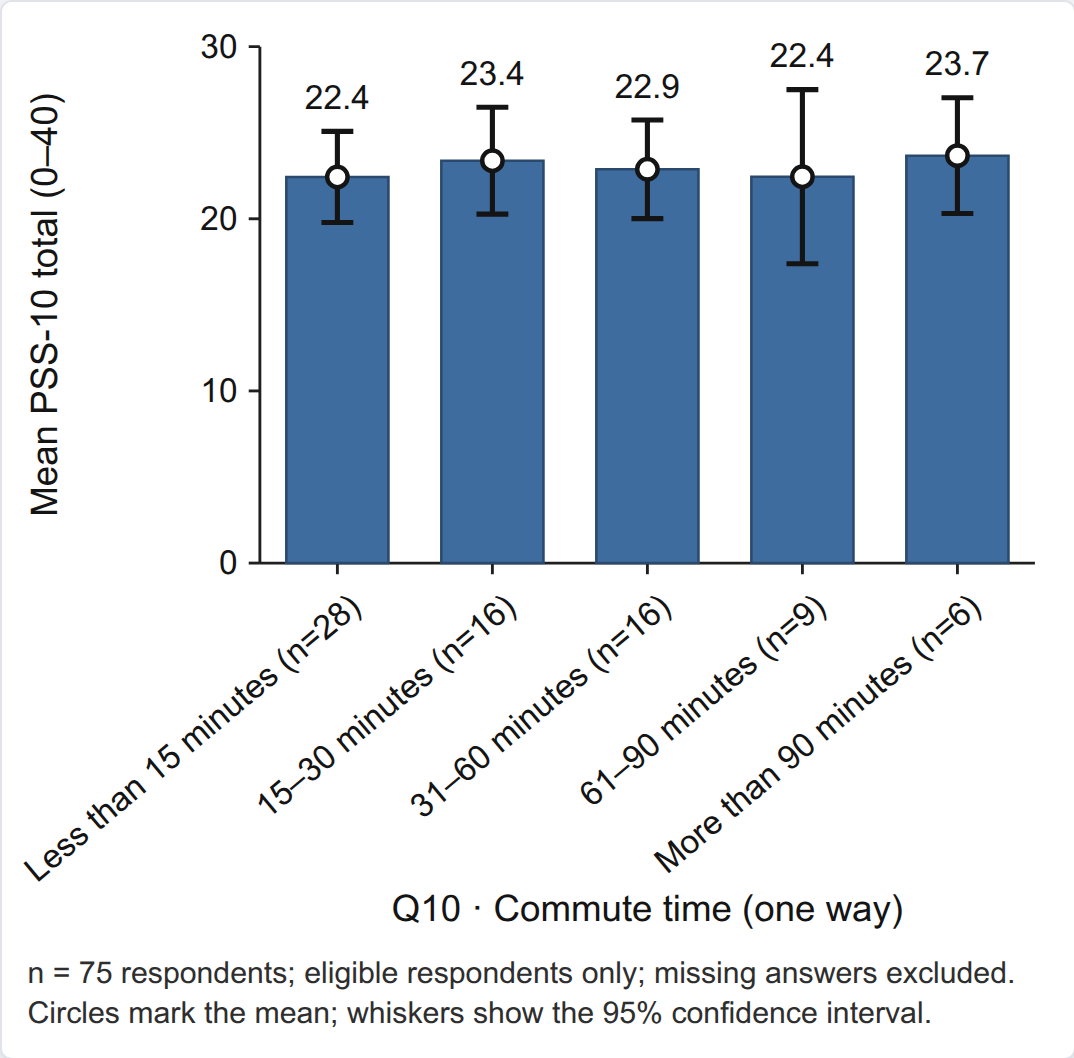 Mean PSS-10 total (0–40)
30
20
10
0
22.4
23.4
22.9
22.4
23.7
Less than 15 minutes (n=28)
15–30 minutes (n=16)
31–60 minutes (n=16)
61–90 minutes (n=9)
More than 90 minutes (n=6)
Q10 · Commute time (one way)
n = 75 respondents; eligible respondents only; missing answers excluded.
Circles mark the mean; whiskers show the 95% confidence interval.